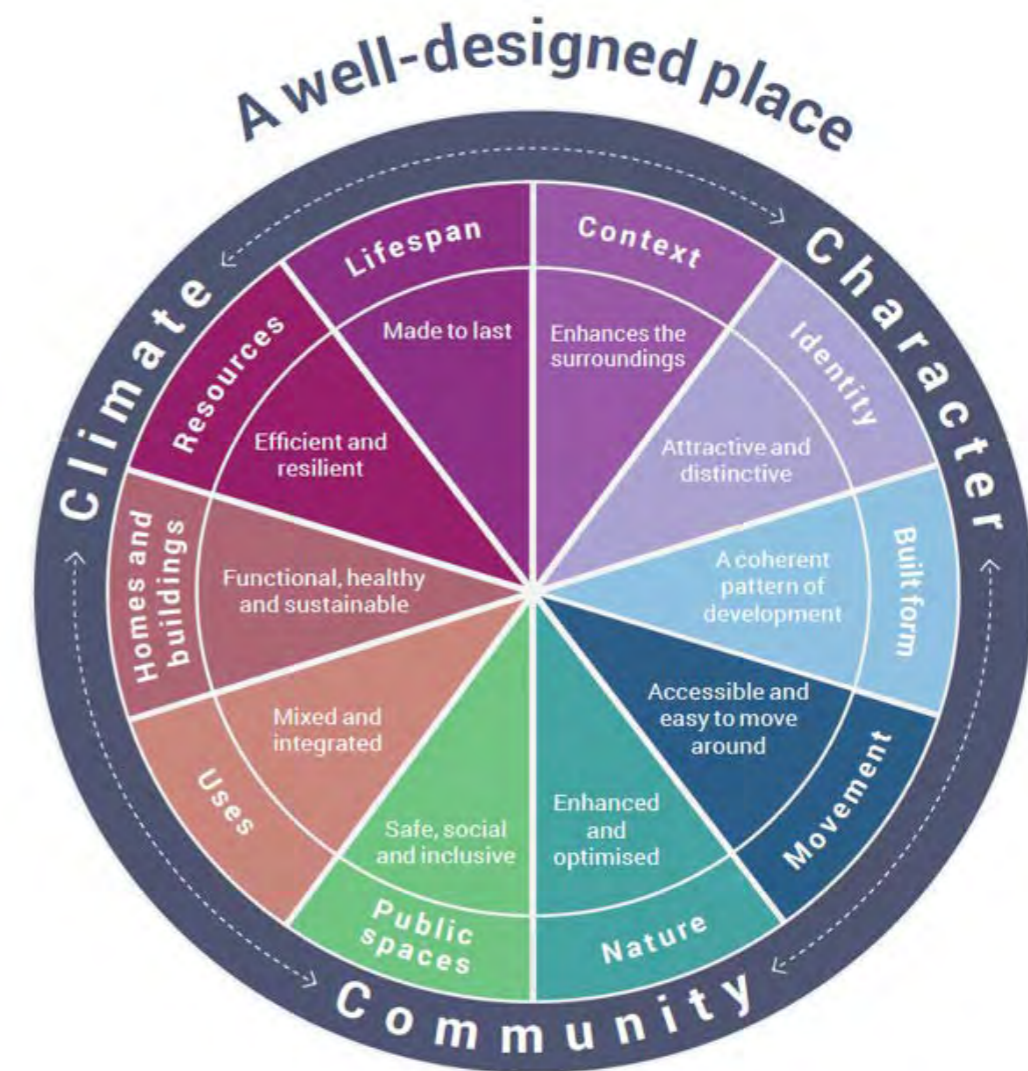 A well-designed place
Climate
Character
Community
Context
Enhances the
surroundings
Identity
Attractive and
distinctive
Built form
A coherent
pattern of
development
Movement
Accessible and
easy to move
around
Nature
Enhanced
and
optimised
Public
spaces
Safe, social
and inclusive
Uses
Mixed and
integrated
Homes and
buildings
Functional, healthy
and sustainable
Resources
Efficient and
resilient
Lifespan
Made to last